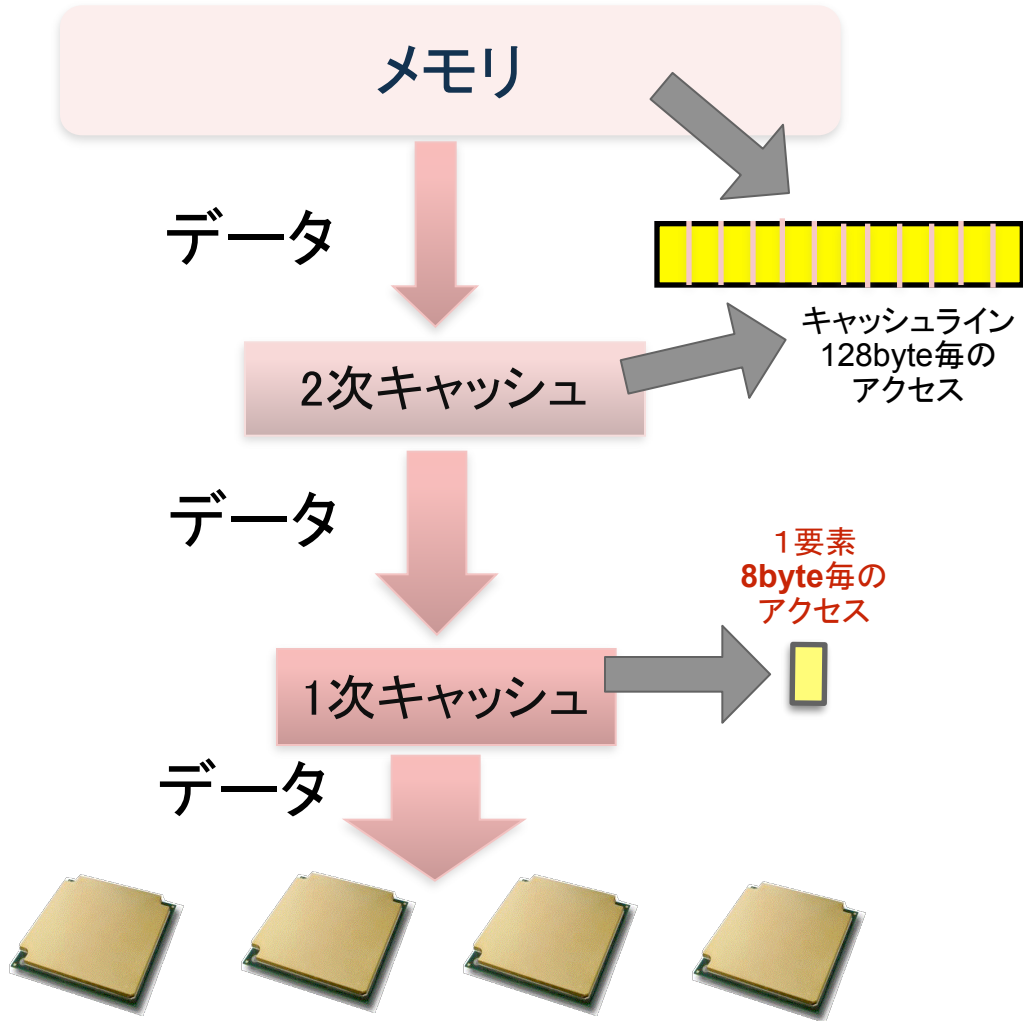 メモリ
データ
キャッシュライン
128byte毎の
アクセス
2次キャッシュ
データ
１要素
8byte毎の
アクセス
1次キャッシュ
データ